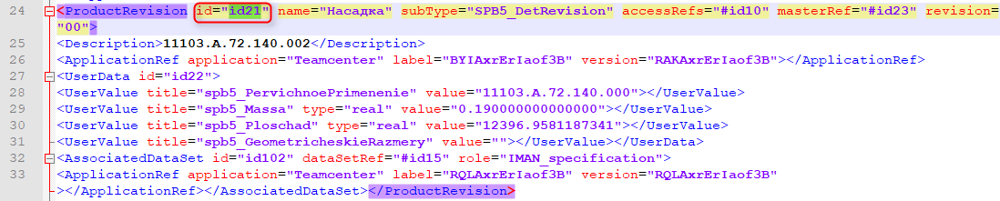 24 <ProductRevision id="id21" name="Насадка" subType="SPB5_DetRevision" accessRefs="#id10" masterRef="#id23" revision=
"00">
25 <Description>11103.A.72.140.002</Description>
26 <ApplicationRef application="Teamcenter" label="BYIAxrErIaof3B" version="RAKAxrErIaof3B"></ApplicationRef>
27 <UserData id="id22">
28 <UserValue title="spb5_PervichnoePrimenenie" value="11103.A.72.140.000"></UserValue>
29 <UserValue title="spb5_Massa" type="real" value="0.190000000000000"></UserValue>
30 <UserValue title="spb5_Ploschad" type="real" value="12396.9581187341"></UserValue>
31 <UserValue title="spb5_GeometricheskieRazmery" value=""></UserValue></UserData>
32 <AssociatedDataSet id="id102" dataSetRef="#id15" role="IMAN_specification">
33 <ApplicationRef application="Teamcenter" label="RQLAxrErIaof3B" version="RQLAxrErIaof3B"
></ApplicationRef></AssociatedDataSet></ProductRevision>